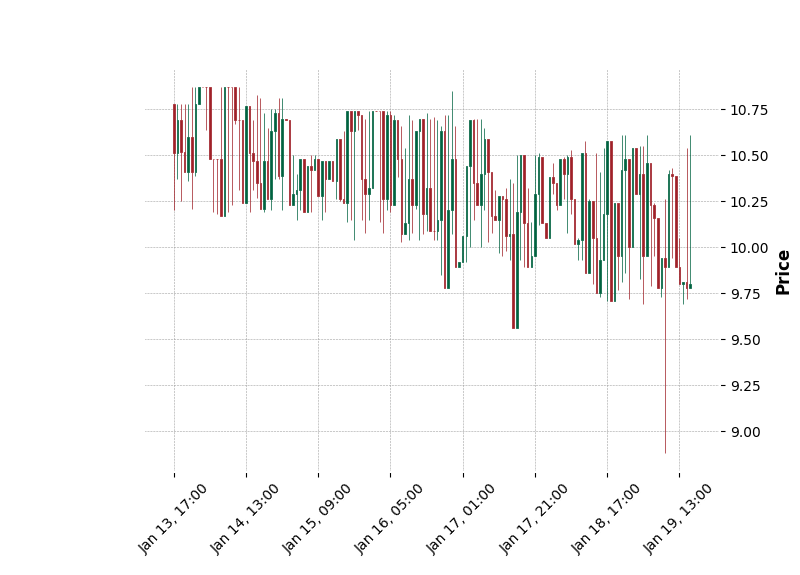 10.75
10.50
10.25
10.00
9.75
9.50
9.25
9.00
Price
Jan 13, 17:00
Jan 14, 13:00
Jan 15, 09:00
Jan 16, 05:00
Jan 17, 01:00
Jan 17, 21:00
Jan 18, 17:00
Jan 19, 13:00